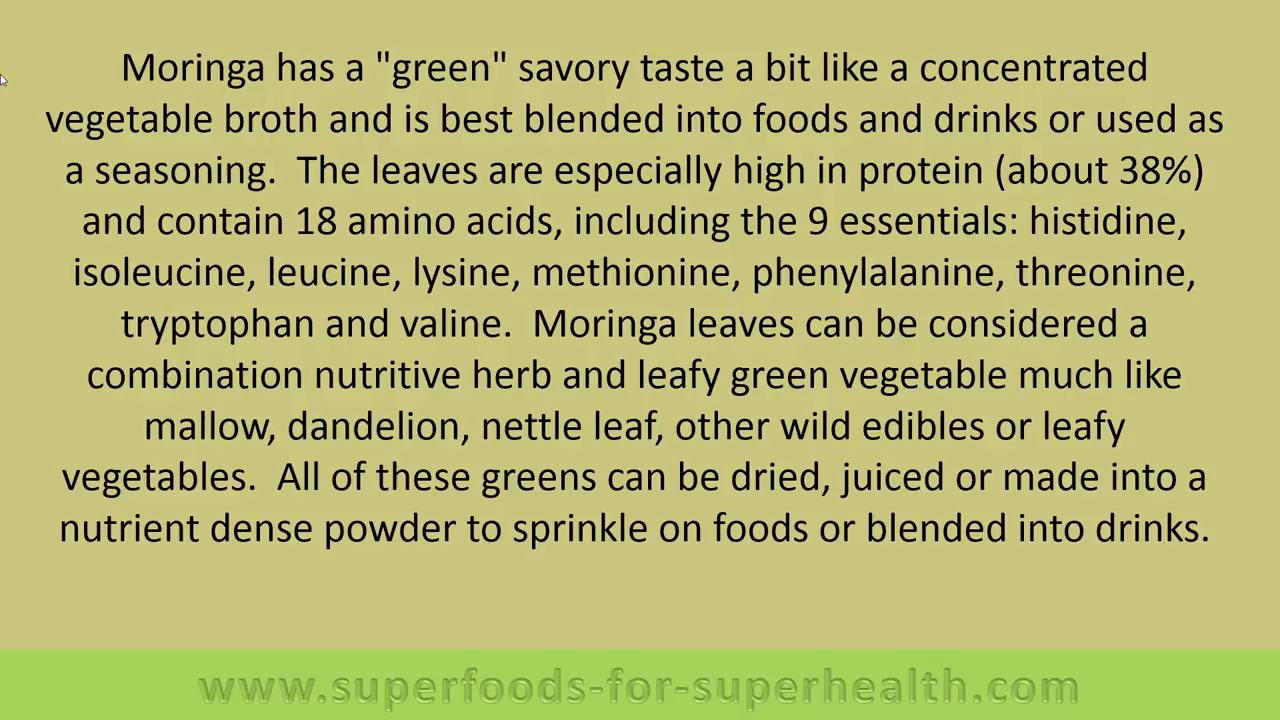 Moringa has a "green" savory taste a bit like a concentrated
vegetable broth and is best blended into foods and drinks or used as
a seasoning.  The leaves are especially high in protein (about 38%)
and contain 18 amino acids, including the 9 essentials: histidine,
isoleucine, leucine, lysine, methionine, phenylalanine, threonine,
tryptophan and valine.  Moringa leaves can be considered a
combination nutritive herb and leafy green vegetable much like
mallow, dandelion, nettle leaf, other wild edibles or leafy
vegetables.  All of these greens can be dried, juiced or made into a
nutrient dense powder to sprinkle on foods or blended into drinks.
www.superfoods-for-superhealth.com